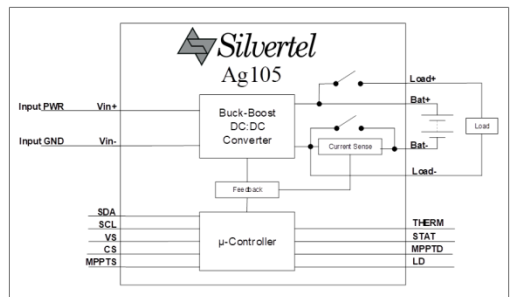 Silvertel
Ag105
Load+
Bat+
Input PWR Vin+
Buck-Boost
DC:DC
Converter
Load
Input GND Vin-
Current Sense
Bat-
Load-
Feedback
SDA
SCL
VS
CS
MPPTS
µ-Controller
THERM
STAT
MPPTD
LD